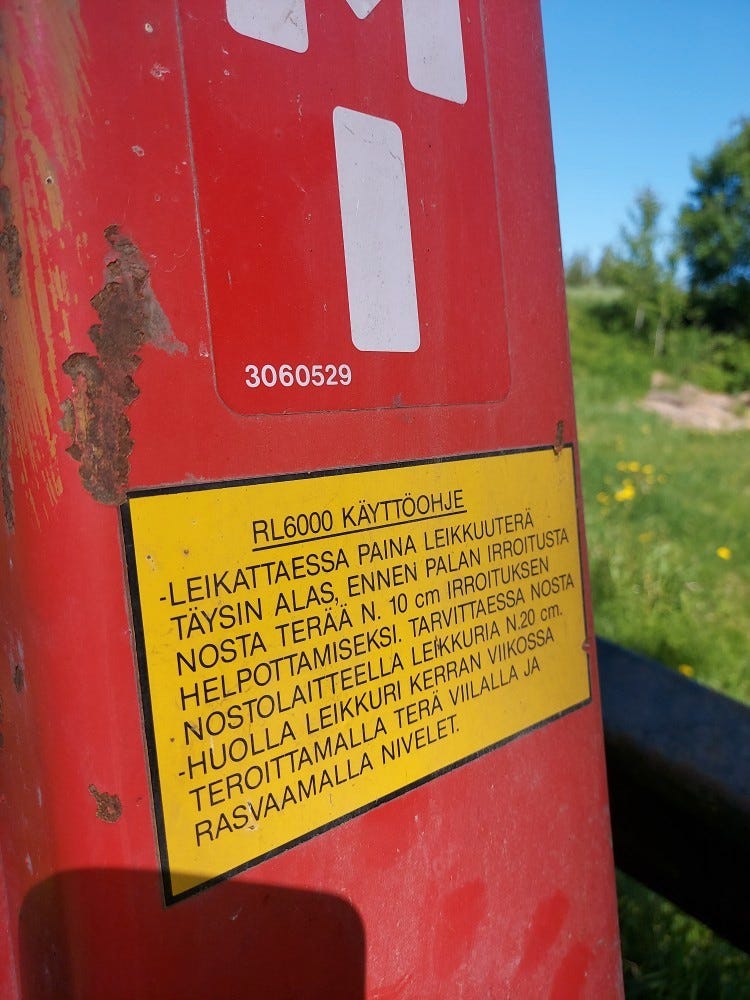 M
I
3060529
RL6000 KÄYTTÖOHJE
-LEIKATTAESSA PAINA LEIKKUUTERÄ
TÄYSIN ALAS, ENNEN PALAN IRROITUSTA
NOSTA TERÄÄ N. 10 cm IRROITUKSEN
HELPOTTAMISEKSI. TARVITTAESSA NOSTA
NOSTOLAITTEELLA LEIKKURIA N.20 cm.
-HUOLLA LEIKKURI KERRAN VIIKOSSA
TEROITTAMALLA TERÄ VIILALLA JA
RASVAAMALLA NIVELET.